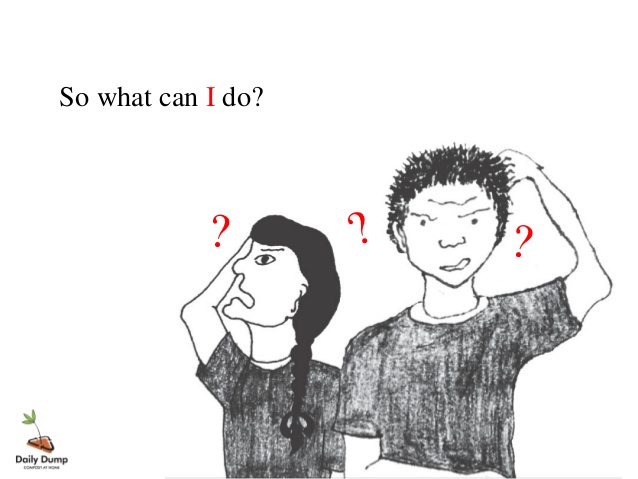 So what can I do?
? ? ?
Daily Dump
COMPOST AT HOME